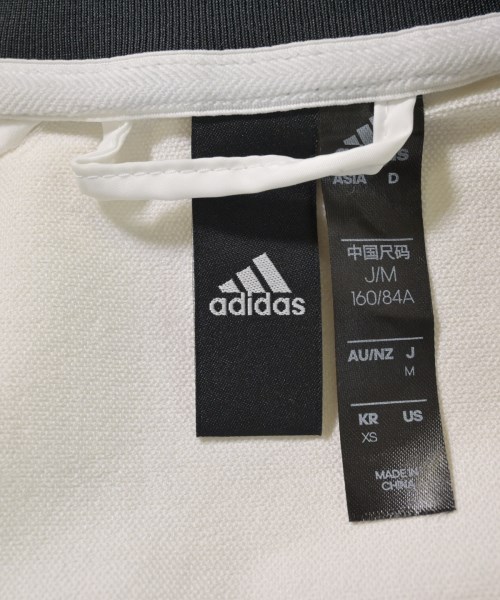 adidas
ASIA D
中国尺码
J/M
160/84A
AU/NZ J
M
KR US
XS
MADE IN
CHINA